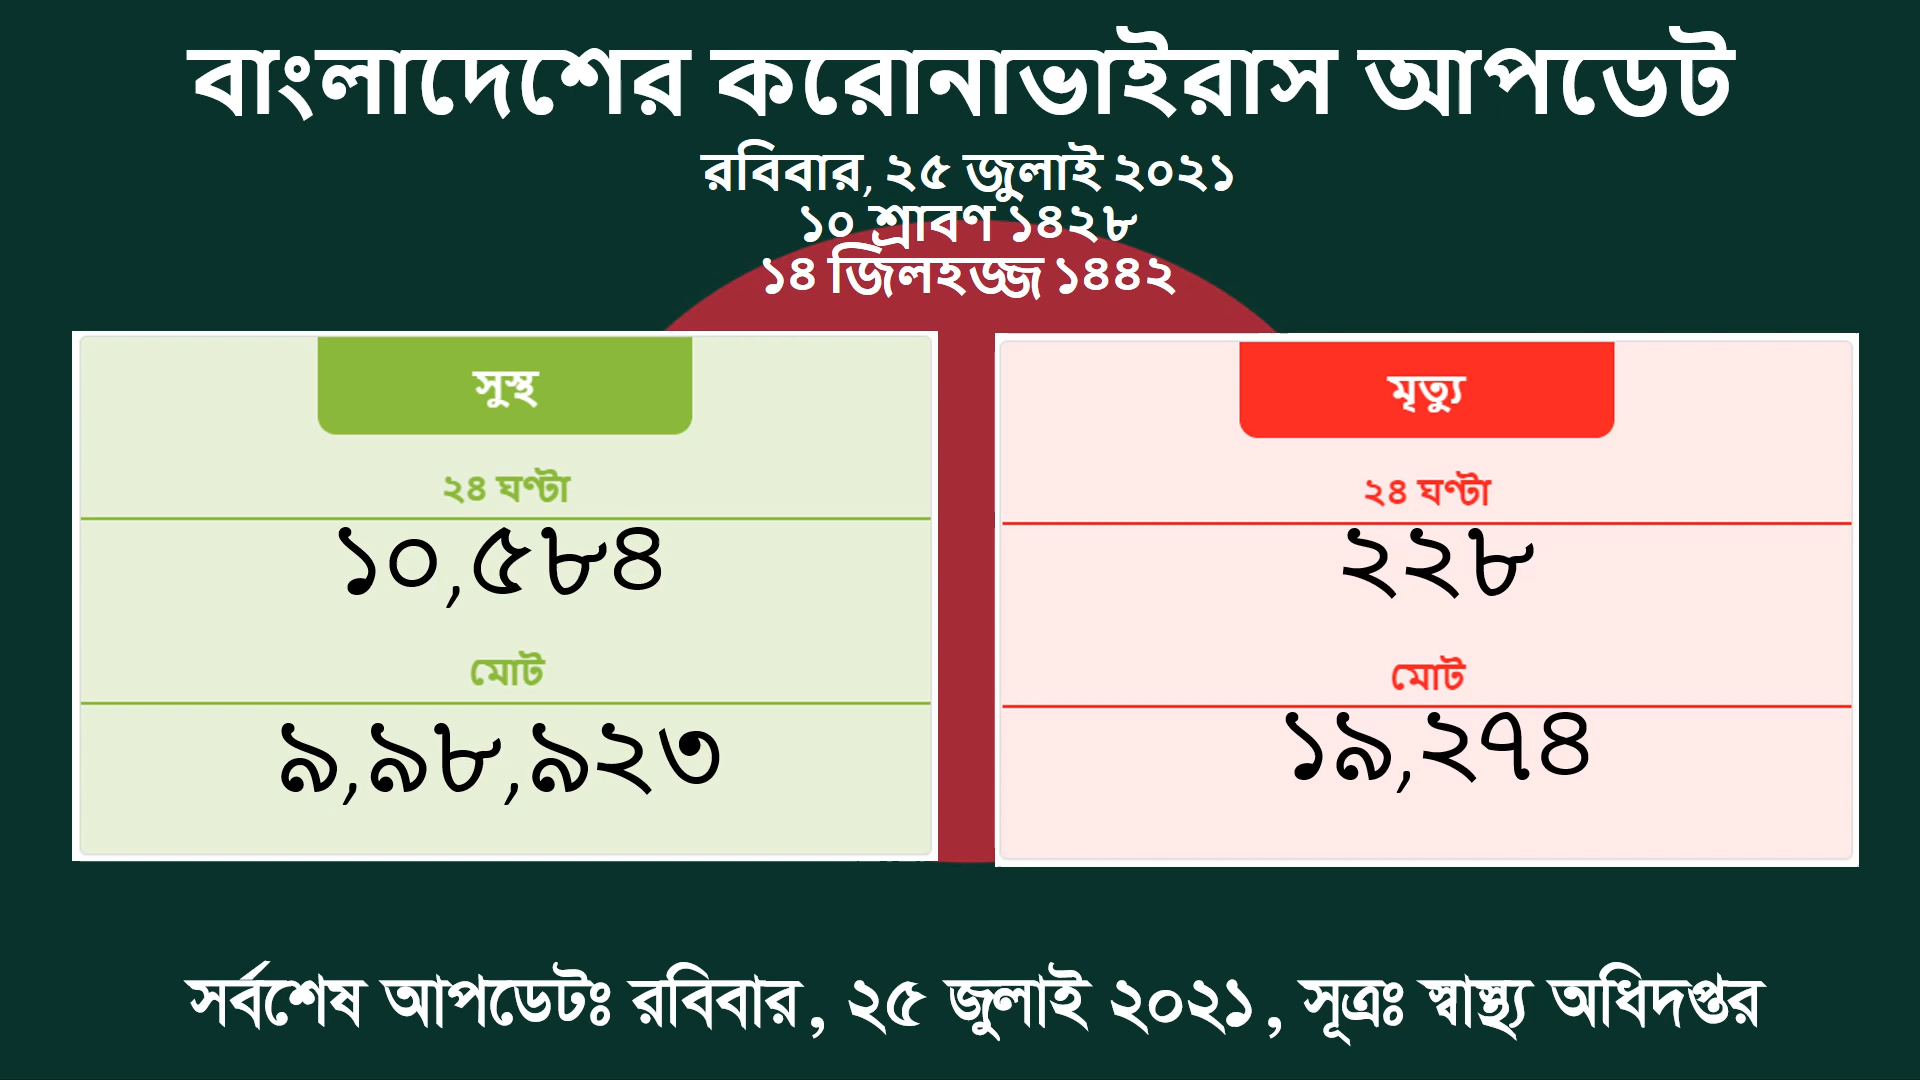 বাংলাদেশের করোনাভাইরাস আপডেট
রবিবার, ২৫ জুলাই ২০২১
১০ শ্রাবণ ১৪২৮
১৪ জিলহজ্জ ১৪৪২
সুস্থ
২৪ ঘণ্টা
১০,৫৮৪
মোট
৯,৯৮,৯২৩
মৃত্যু
২৪ ঘণ্টা
২২৮
মোট
১৯,২৭৪
সর্বশেষ আপডেটঃ রবিবার, ২৫ জুলাই ২০২১, সূত্রঃ স্বাস্থ্য অধিদপ্তর